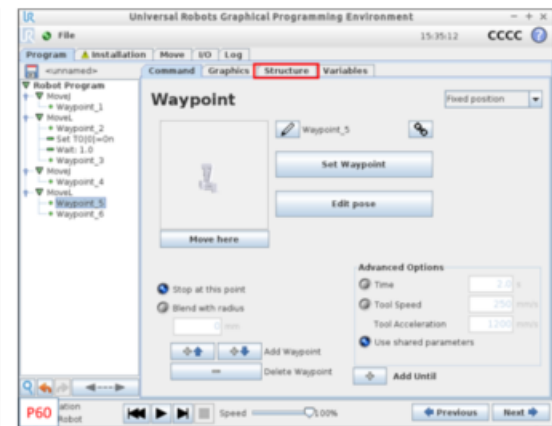 Universal Robots Graphical Programming Environment
File
15:35:12
CCCC
Program
Installation
Move
I/O
Log
<unnamed>
Command
Graphics
Structure
Variables
Robot Program
MoveJ
Waypoint_1
MoveL
Waypoint_2
Set TO[0]=On
Wait: 1.0
Waypoint_3
MoveJ
Waypoint_4
MoveL
Waypoint_5
Waypoint_6
Waypoint
Fixed position
Waypoint_5
Set Waypoint
Edit pose
Move here
Stop at this point
Blend with radius
0 mm
Add Waypoint
Delete Waypoint
Advanced Options
Time
2.0 s
Tool Speed
250 mm/s
Tool Acceleration
1200 mm/s
Use shared parameters
Add Until
P60
ation
Robot
Speed
100%
Previous
Next